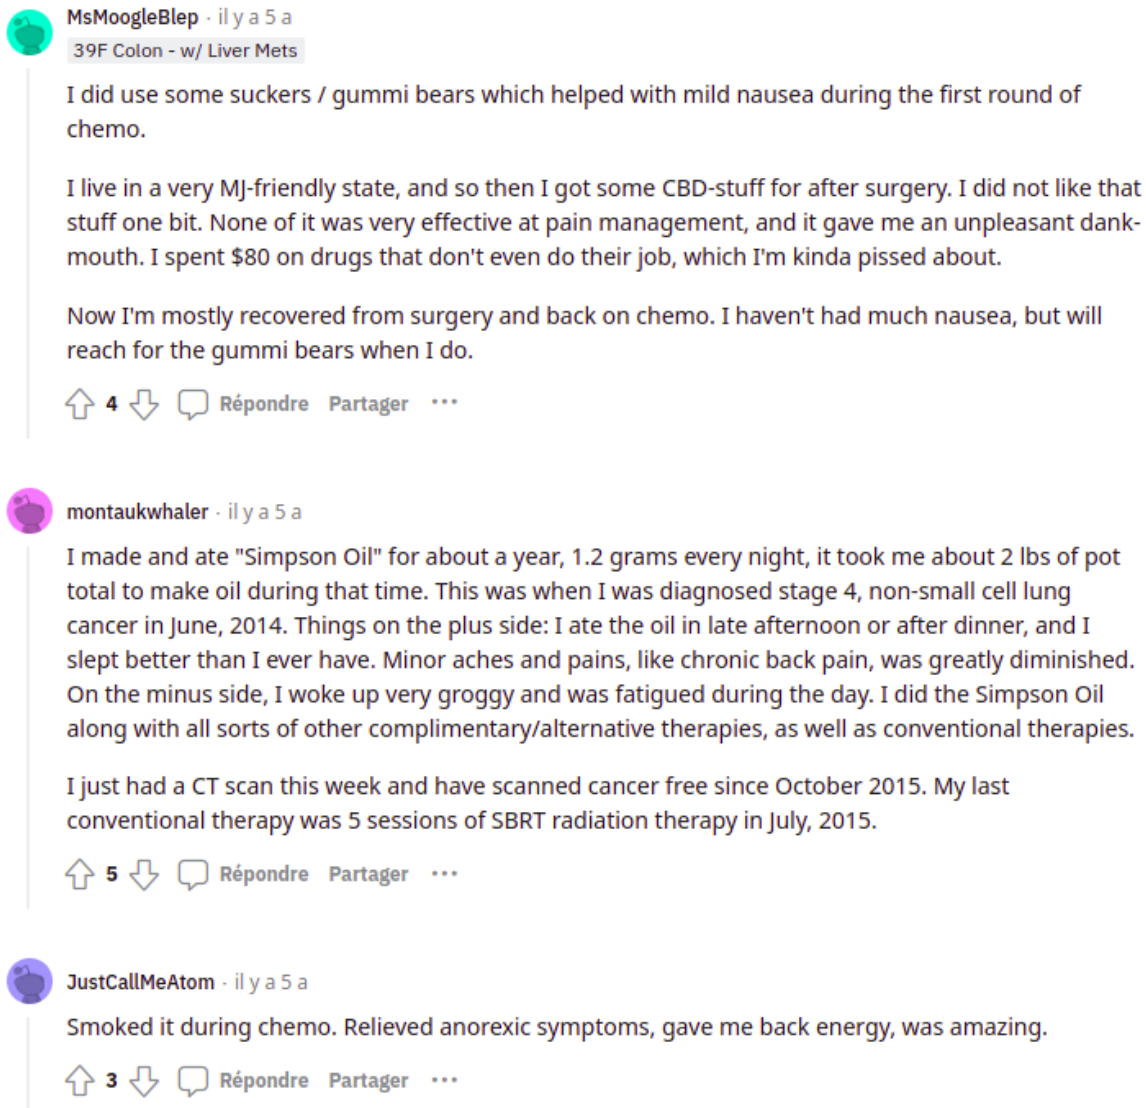 MsMoogleBlep · il y a 5 a
39F Colon - w/ Liver Mets
I did use some suckers / gummi bears which helped with mild nausea during the first round of
chemo.
I live in a very MJ-friendly state, and so then I got some CBD-stuff for after surgery. I did not like that
stuff one bit. None of it was very effective at pain management, and it gave me an unpleasant dank-
mouth. I spent $80 on drugs that don't even do their job, which I'm kinda pissed about.
Now I'm mostly recovered from surgery and back on chemo. I haven't had much nausea, but will
reach for the gummi bears when I do.
4 Répondre Partager ···
montaukwhaler · il y a 5 a
I made and ate "Simpson Oil" for about a year, 1.2 grams every night, it took me about 2 lbs of pot
total to make oil during that time. This was when I was diagnosed stage 4, non-small cell lung
cancer in June, 2014. Things on the plus side: I ate the oil in late afternoon or after dinner, and I
slept better than I ever have. Minor aches and pains, like chronic back pain, was greatly diminished.
On the minus side, I woke up very groggy and was fatigued during the day. I did the Simpson Oil
along with all sorts of other complimentary/alternative therapies, as well as conventional therapies.
I just had a CT scan this week and have scanned cancer free since October 2015. My last
conventional therapy was 5 sessions of SBRT radiation therapy in July, 2015.
5 Répondre Partager ···
JustCallMeAtom · il y a 5 a
Smoked it during chemo. Relieved anorexic symptoms, gave me back energy, was amazing.
3 Répondre Partager ···